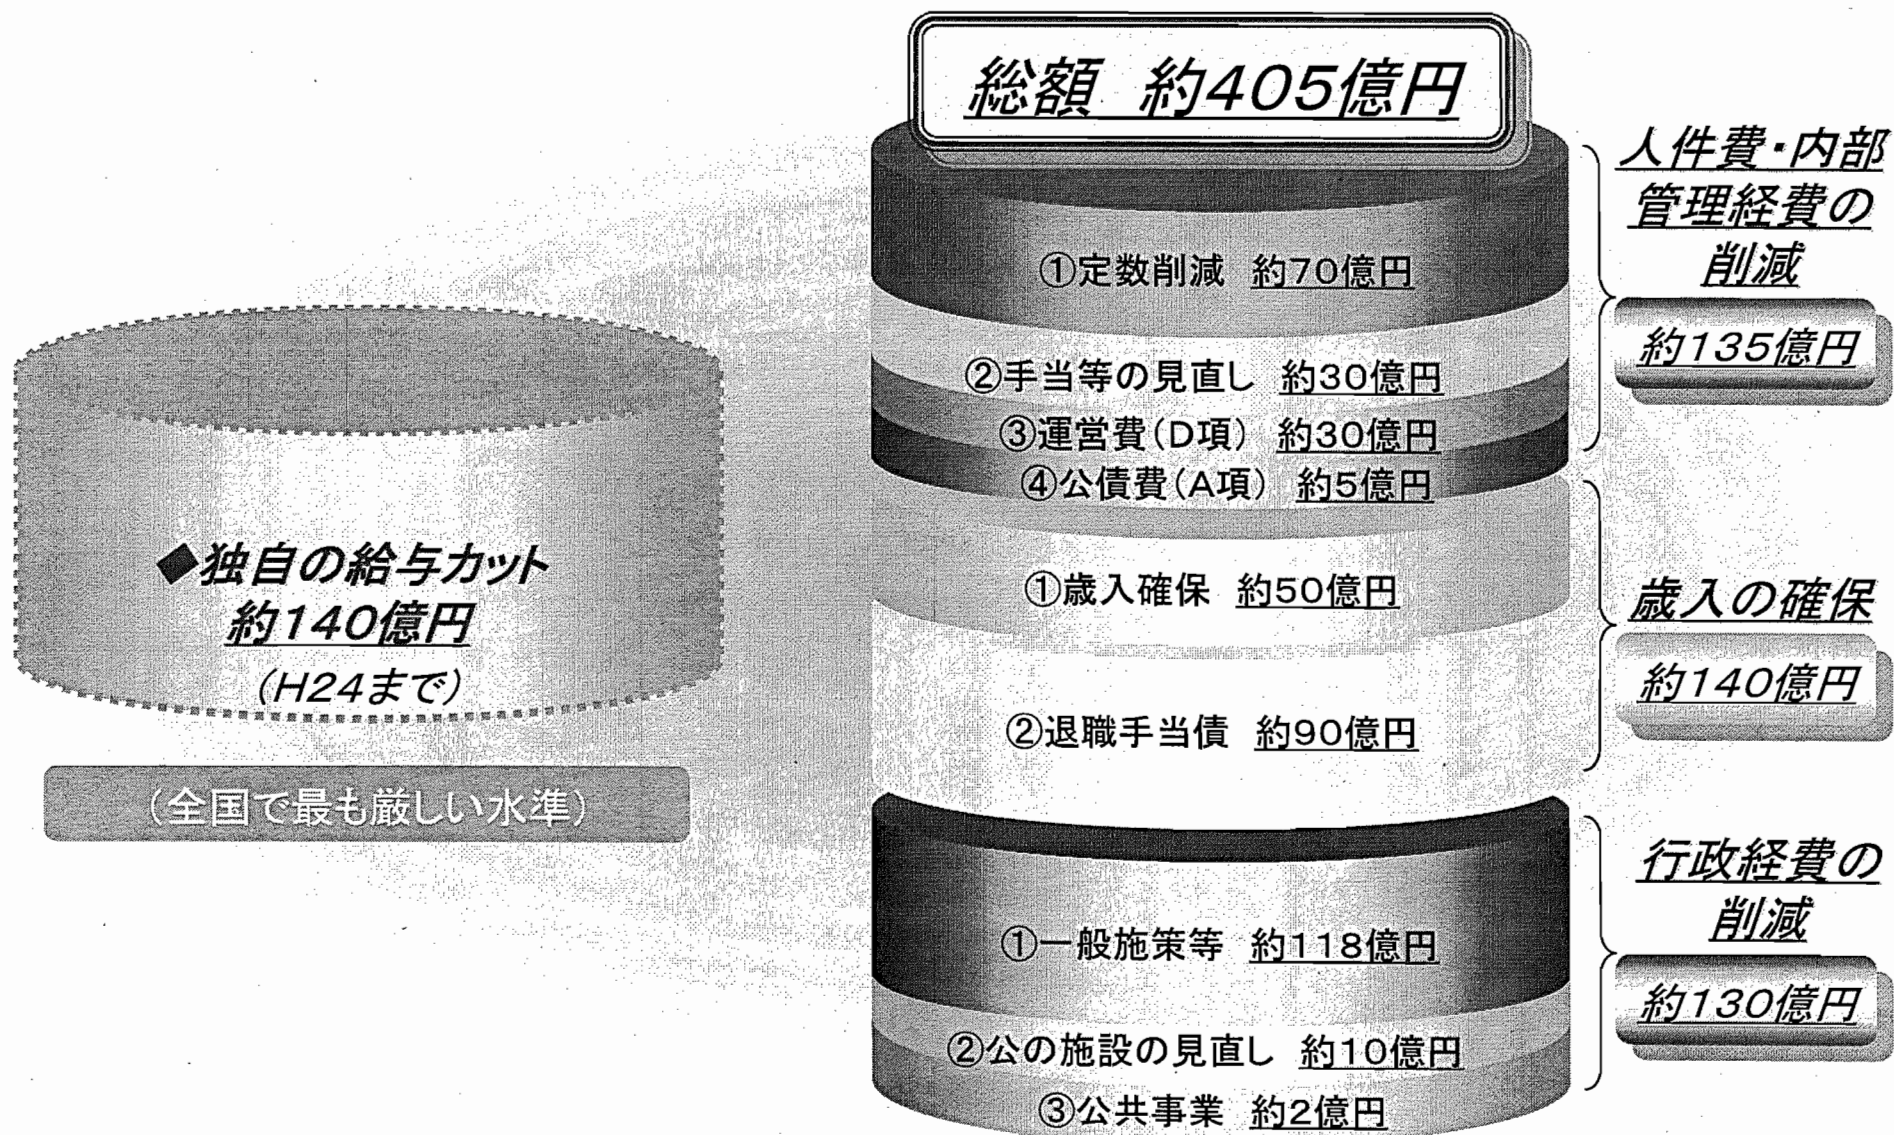 総額 約405億円
◆独自の給与カット
約140億円
(H24まで)
(全国で最も厳しい水準)
①定数削減 約70億円
②手当等の見直し 約30億円
③運営費(D項) 約30億円
④公債費(A項) 約5億円
人件費・内部
管理経費の
削減
約135億円
①歳入確保 約50億円
②退職手当債 約90億円
歳入の確保
約140億円
①一般施策等 約118億円
②公の施設の見直し 約10億円
③公共事業 約2億円
行政経費の
削減
約130億円